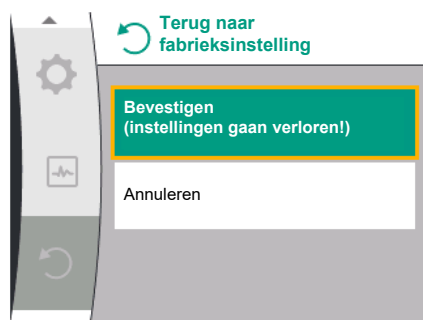 Terug naar
fabrieksinstelling
Bevestigen
(instellingen gaan verloren!)
Annuleren